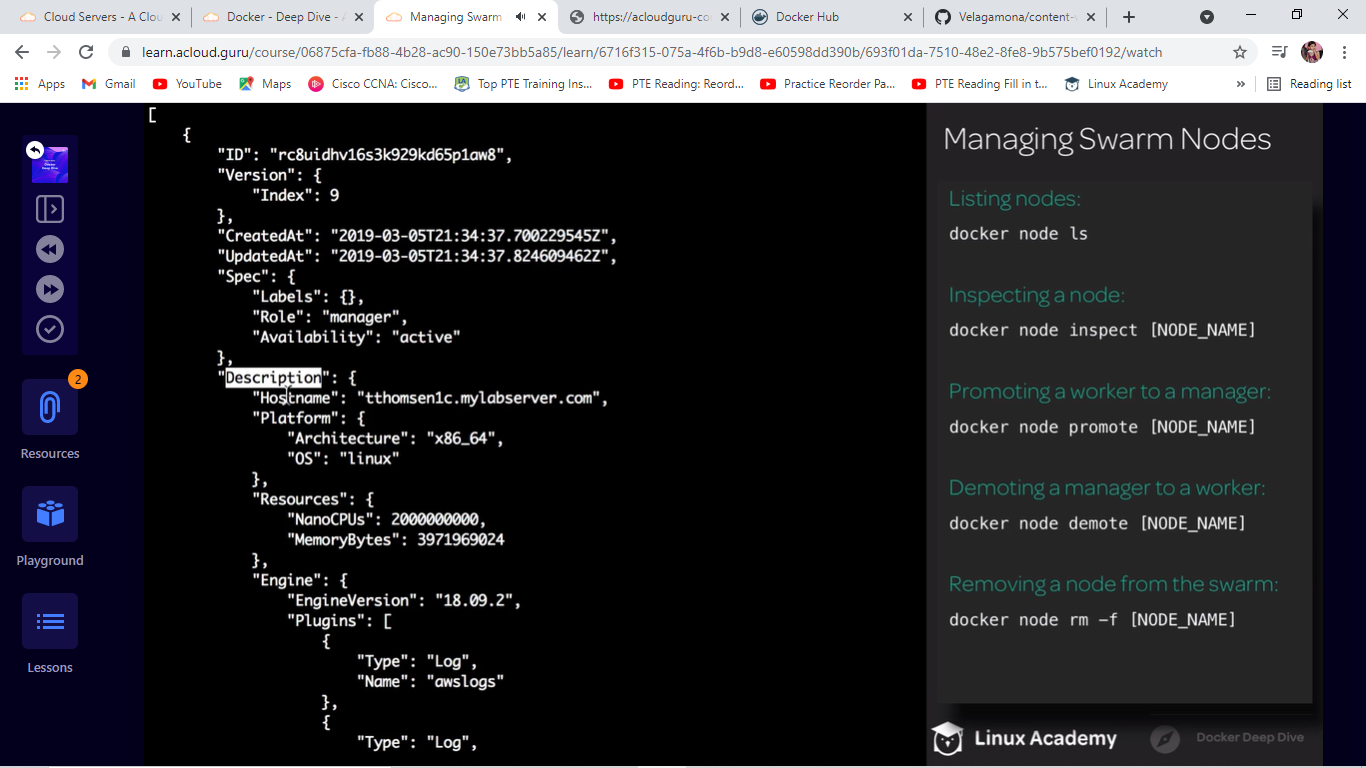 Cloud Servers - A Clou
Docker - Deep Dive - A
Managing Swarm
https://acloudguru-co
Docker Hub
Velagamona/content-
learn.acloud.guru/course/06875cfa-fb88-4b28-ac90-150e73bb5a85/learn/6716f315-075a-4f6b-b9d8-e60598dd390b/693f01da-7510-48e2-8fe8-9b575bef0192/watch
Apps
Gmail
YouTube
Maps
Cisco CCNA: Cisco...
Top PTE Training Ins...
PTE Reading: Reord...
Practice Reorder Pa...
PTE Reading Fill in t...
Linux Academy
»
Reading list
2
Resources
Playground
Lessons
[
{
"ID": "rc8uidhv16s3k929kd65p1aw8",
"Version": {
"Index": 9
},
"CreatedAt": "2019-03-05T21:34:37.700229545Z",
"UpdatedAt": "2019-03-05T21:34:37.824609462Z",
"Spec": {
"Labels": {},
"Role": "manager",
"Availability": "active"
},
"Description": {
"Hostname": "tthomsen1c.mylabserver.com",
"Platform": {
"Architecture": "x86_64",
"OS": "linux"
},
"Resources": {
"NanoCPUs": 2000000000,
"MemoryBytes": 3971969024
},
"Engine": {
"EngineVersion": "18.09.2",
"Plugins": [
{
"Type": "Log",
"Name": "awslogs"
},
{
"Type": "Log",
Managing Swarm Nodes
Listing nodes:
docker node ls
Inspecting a node:
docker node inspect [NODE_NAME]
Promoting a worker to a manager:
docker node promote [NODE_NAME]
Demoting a manager to a worker:
docker node demote [NODE_NAME]
Removing a node from the swarm:
docker node rm -f [NODE_NAME]
Linux Academy
Docker Deep Dive